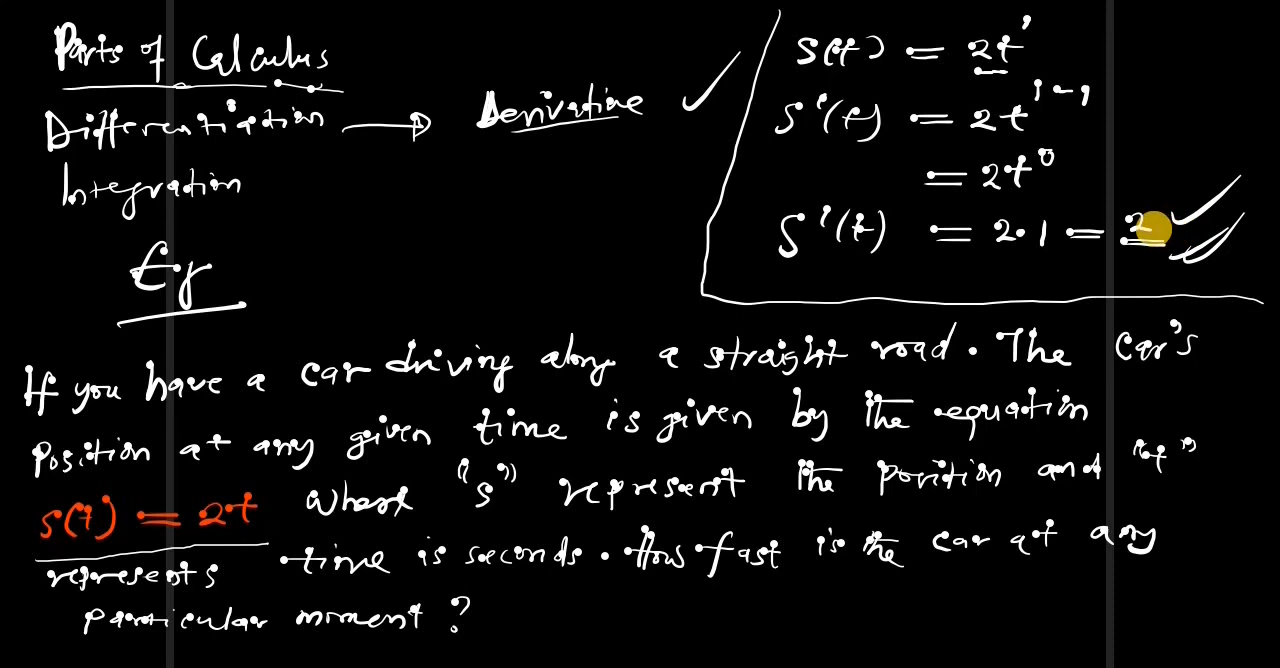 Parts of Calculus
Differentiation → Derivative ✓
Integration
Eg
s(t) = 2t¹
s'(t) = 2t¹⁻¹
= 2t⁰
s'(t) = 2·1 = 2
If you have a car driving along a straight road. The car's
position at any given time is given by the equation
s(t) = 2t where "s" represent the position and "t"
represents time is seconds. How fast is the car at any
particular moment?